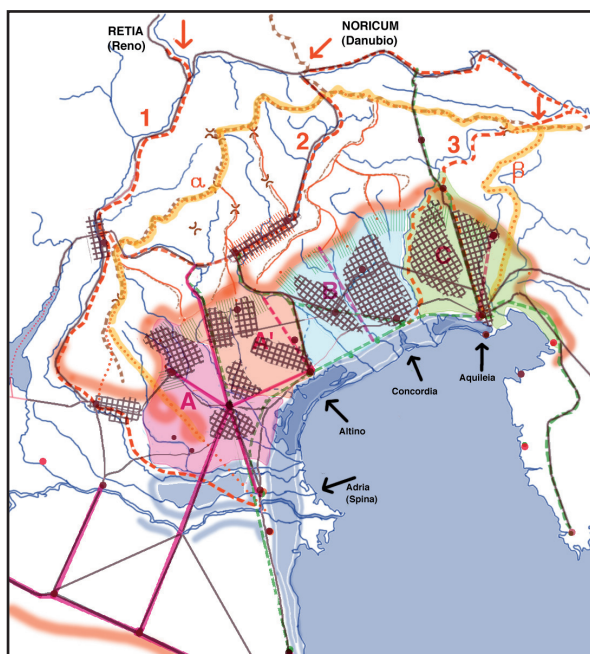 RETIA
(Reno)
NORICUM
(Danubio)
1
2
3
α
β
A
A'
B
C
Aquileia
Concordia
Altino
Adria
(Spina)